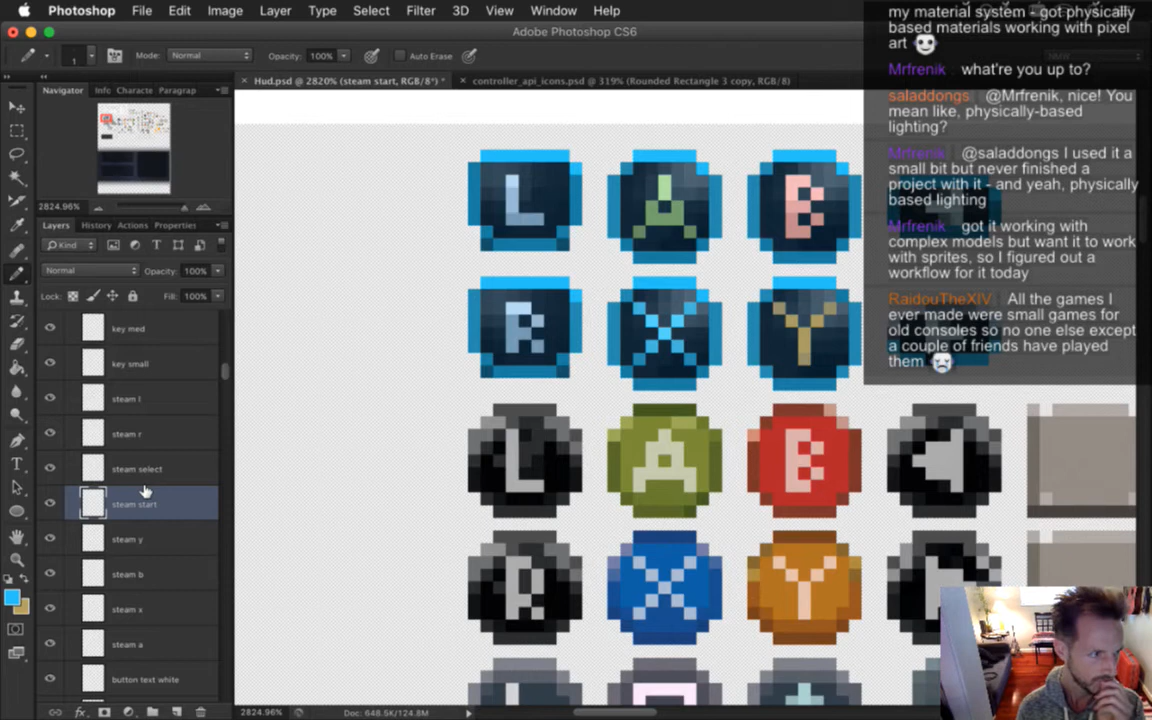 Photoshop File Edit Image Layer Type Select Filter 3D View Window Help
Adobe Photoshop CS6
1 Mode: Normal Opacity: 100% Auto Erase
Hud.psd @ 2820% (steam start, RGB/8*) *
controller_api_icons.psd @ 319% (Rounded Rectangle 3 copy, RGB/8)
Navigator Info Characte Paragrap
2824.96%
Layers History Actions Properties
Kind
Normal Opacity: 100%
Lock: Fill: 100%
key med
key small
steam l
steam r
steam select
steam start
steam y
steam b
steam x
steam a
button text white
fx
L A B
R X Y
L A B
R X Y
2824.96% Doc: 648.5K/124.8M
my material system - got physically
based materials working with pixel
art
Mrfrenik what're you up to?
saladdongs @Mrfrenik, nice! You
mean like, physically-based
lighting?
Mrfrenik @saladdongs I used it a
small bit but never finished a
project with it - and yeah, physically
based lighting
Mrfrenik got it working with
complex models but want it to work
with sprites, so I figured out a
workflow for it today
RaidouTheXIV All the games I
ever made were small games for
old consoles so no one else except
a couple of friends have played
them